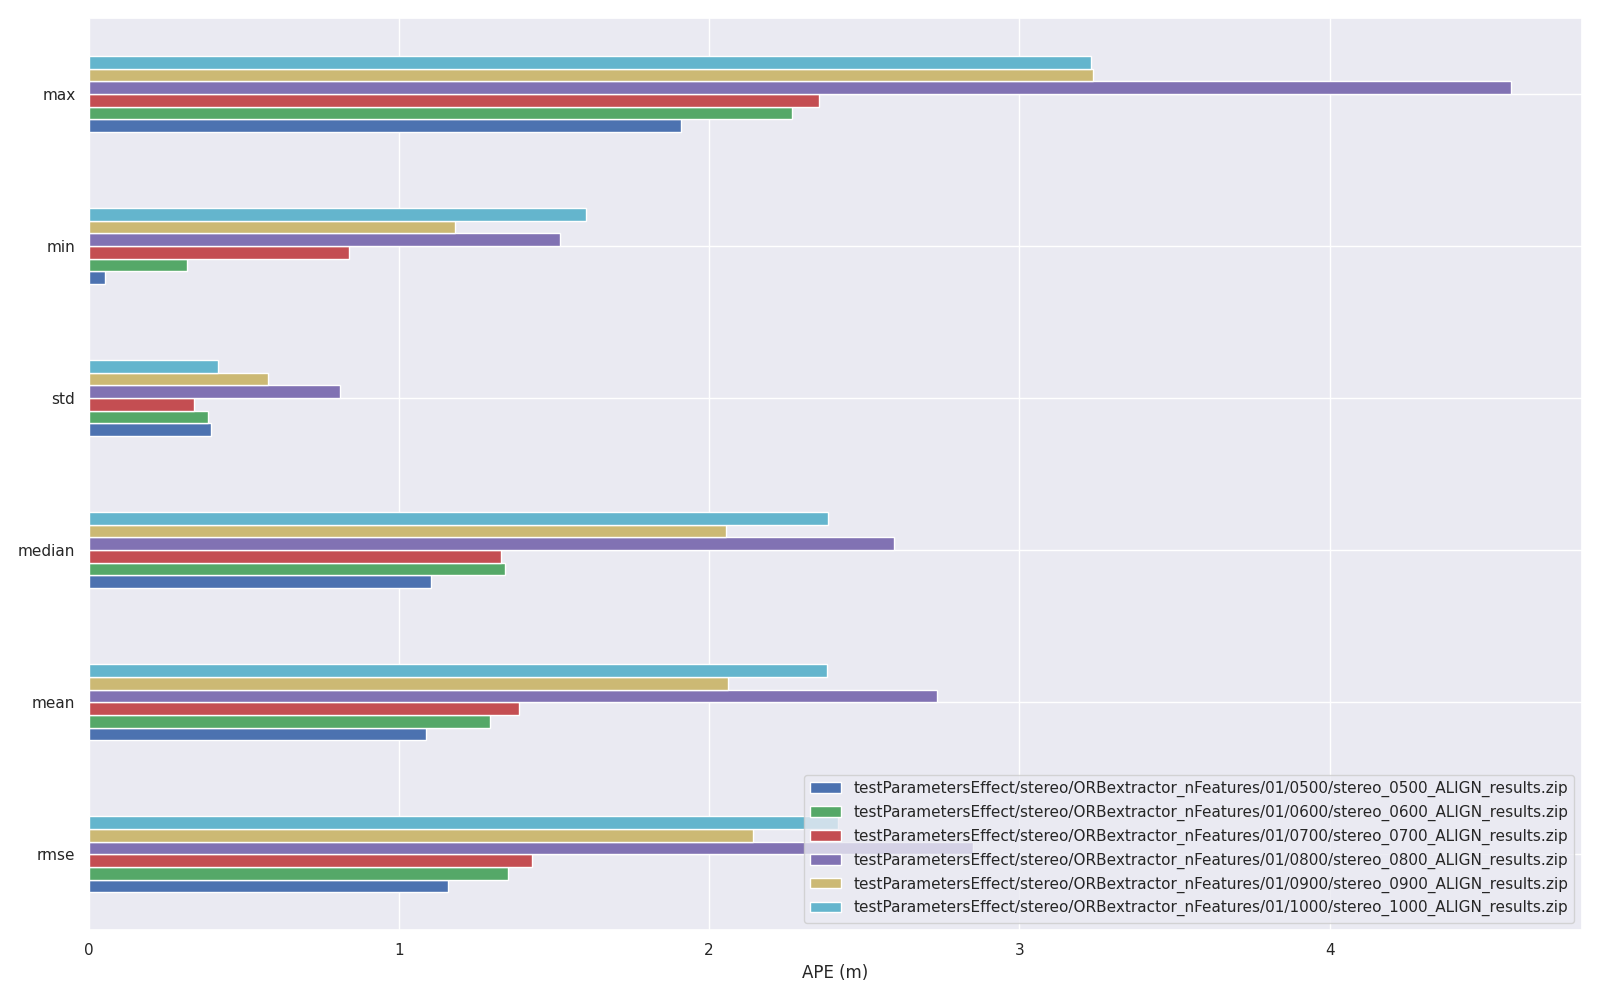 max
min
std
median
mean
rmse
testParametersEffect/stereo/ORBextractor_nFeatures/01/0500/stereo_0500_ALIGN_results.zip
testParametersEffect/stereo/ORBextractor_nFeatures/01/0600/stereo_0600_ALIGN_results.zip
testParametersEffect/stereo/ORBextractor_nFeatures/01/0700/stereo_0700_ALIGN_results.zip
testParametersEffect/stereo/ORBextractor_nFeatures/01/0800/stereo_0800_ALIGN_results.zip
testParametersEffect/stereo/ORBextractor_nFeatures/01/0900/stereo_0900_ALIGN_results.zip
testParametersEffect/stereo/ORBextractor_nFeatures/01/1000/stereo_1000_ALIGN_results.zip
0 1 2 3 4
APE (m)